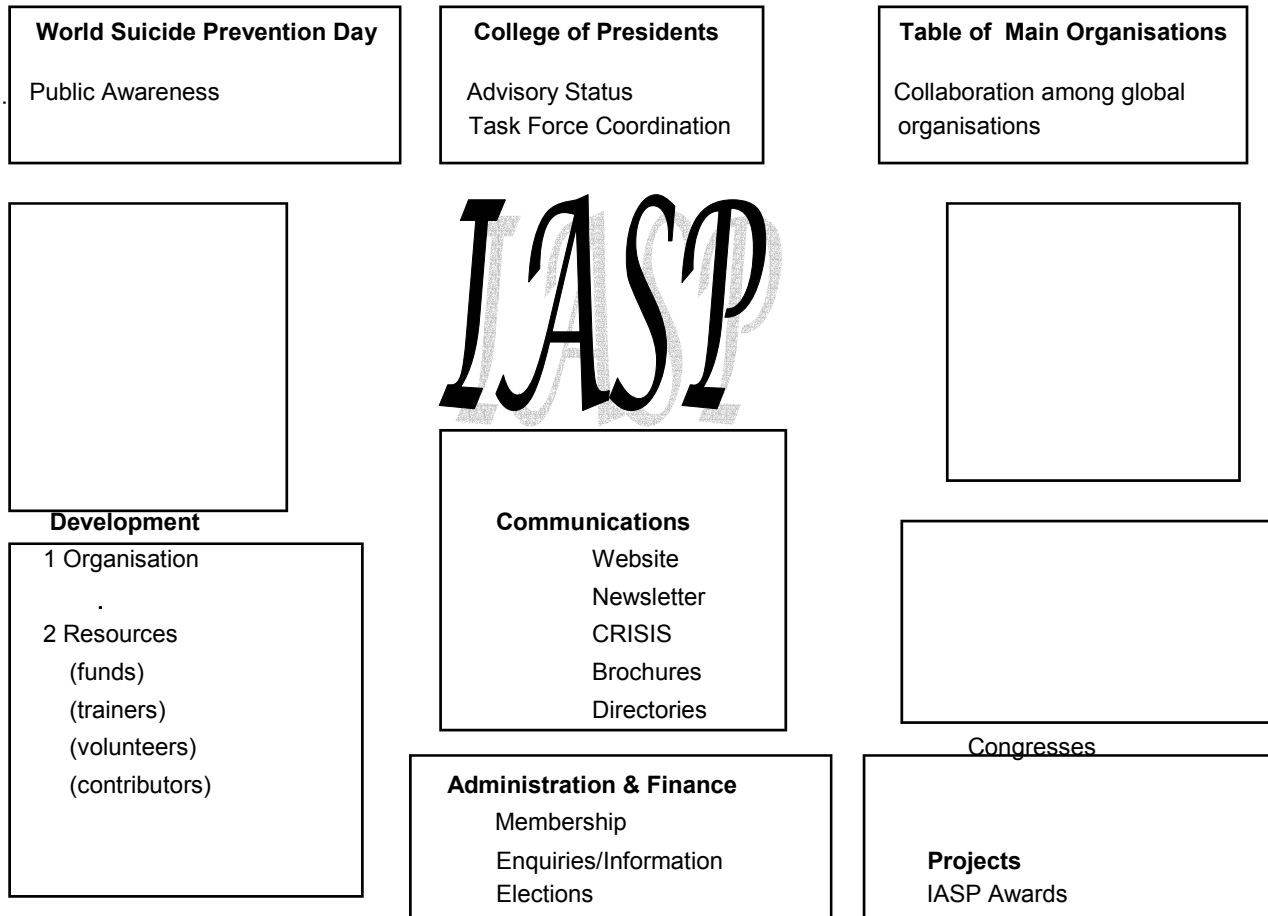 World Suicide Prevention Day
Public Awareness
.
College of Presidents
Advisory Status
Task Force Coordination
Table of Main Organisations
Collaboration among global
organisations
IASP
Development
1 Organisation
.
2 Resources
(funds)
(trainers)
(volunteers)
(contributors)
Communications
Website
Newsletter
CRISIS
Brochures
Directories
Administration & Finance
Membership
Enquiries/Information
Elections
Congresses
Projects
IASP Awards